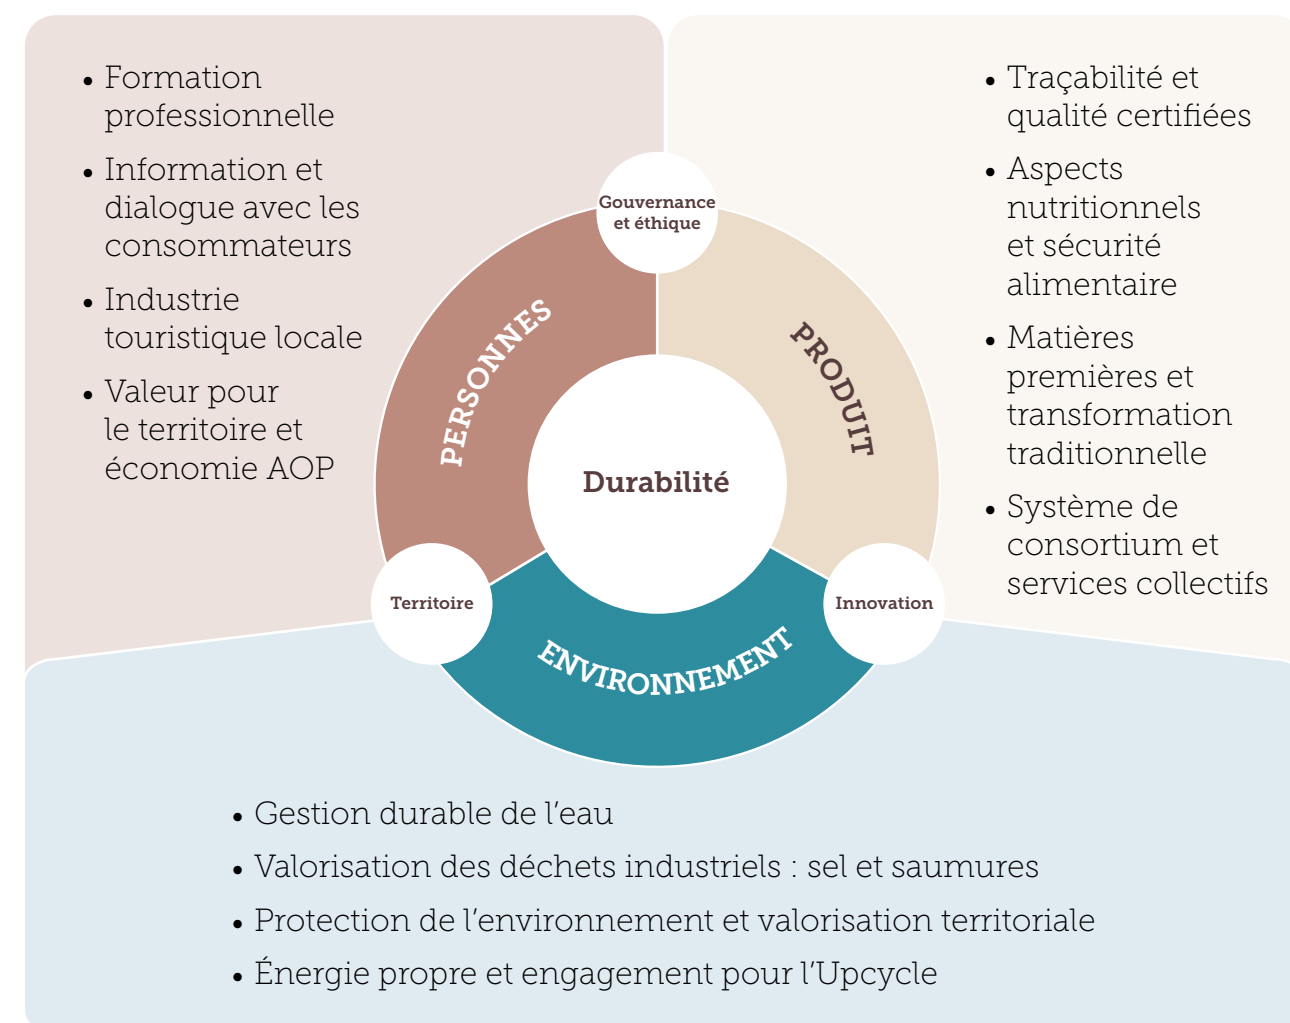 • Formation
professionnelle
• Information et
dialogue avec les
consommateurs
• Industrie
touristique locale
• Valeur pour
le territoire et
économie AOP
• Traçabilité et
qualité certifiées
• Aspects
nutritionnels
et sécurité
alimentaire
• Matières
premières et
transformation
traditionnelle
• Système de
consortium et
services collectifs
Gouvernance
et éthique
PERSONNES
PRODUIT
Durabilité
Territoire
Innovation
ENVIRONNEMENT
• Gestion durable de l’eau
• Valorisation des déchets industriels : sel et saumures
• Protection de l’environnement et valorisation territoriale
• Énergie propre et engagement pour l’Upcycle